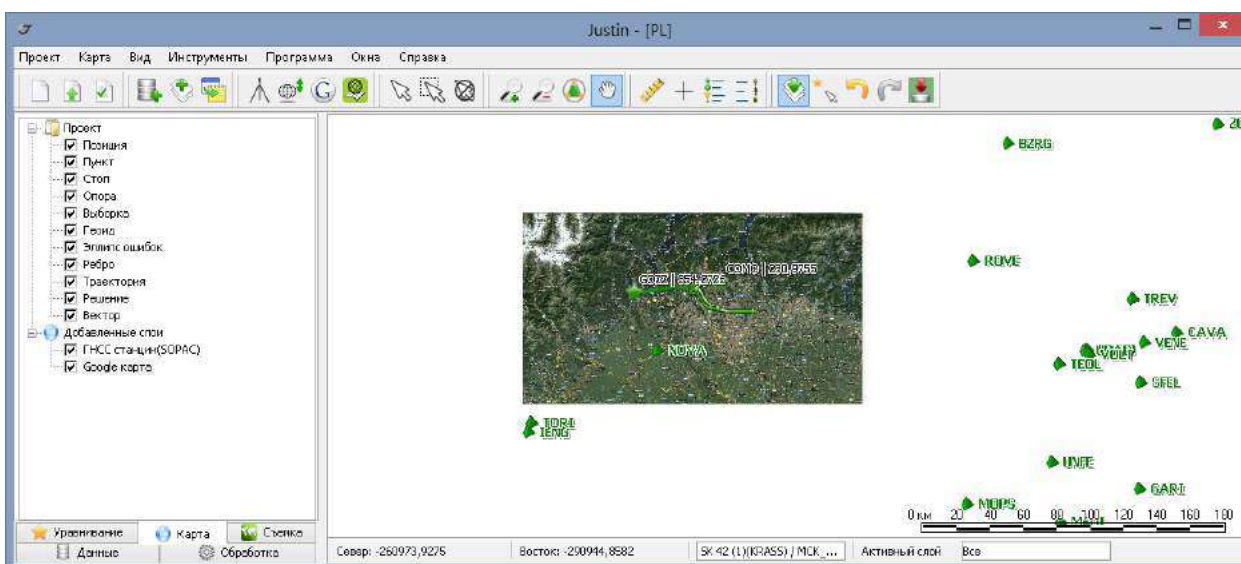 Justin - [PL]
Проект Карта Вид Инструменты Программа Окна Справка
Проект
Позиция
Пункт
Стоп
Опора
Выборка
Геоид
Эллипс ошибок
Ребро
Траектория
Решение
Вектор
Добавленные слои
ГНСС станции(SOPAC)
Google карта
BZRG
ROVE
TREV
CAVA
VENE
TEOL
SFEL
NOVA
TORI
IENG
UNFE
GARI
MOPS
0 км 20 40 60 80 100 120 140 160 180
Уравнивание Карта Съемка
Данные Обработка
Север: -260973,9275 Восток: -290944,8582 SK 42 (1)(KRASS) / МСК_... Активный слой Все